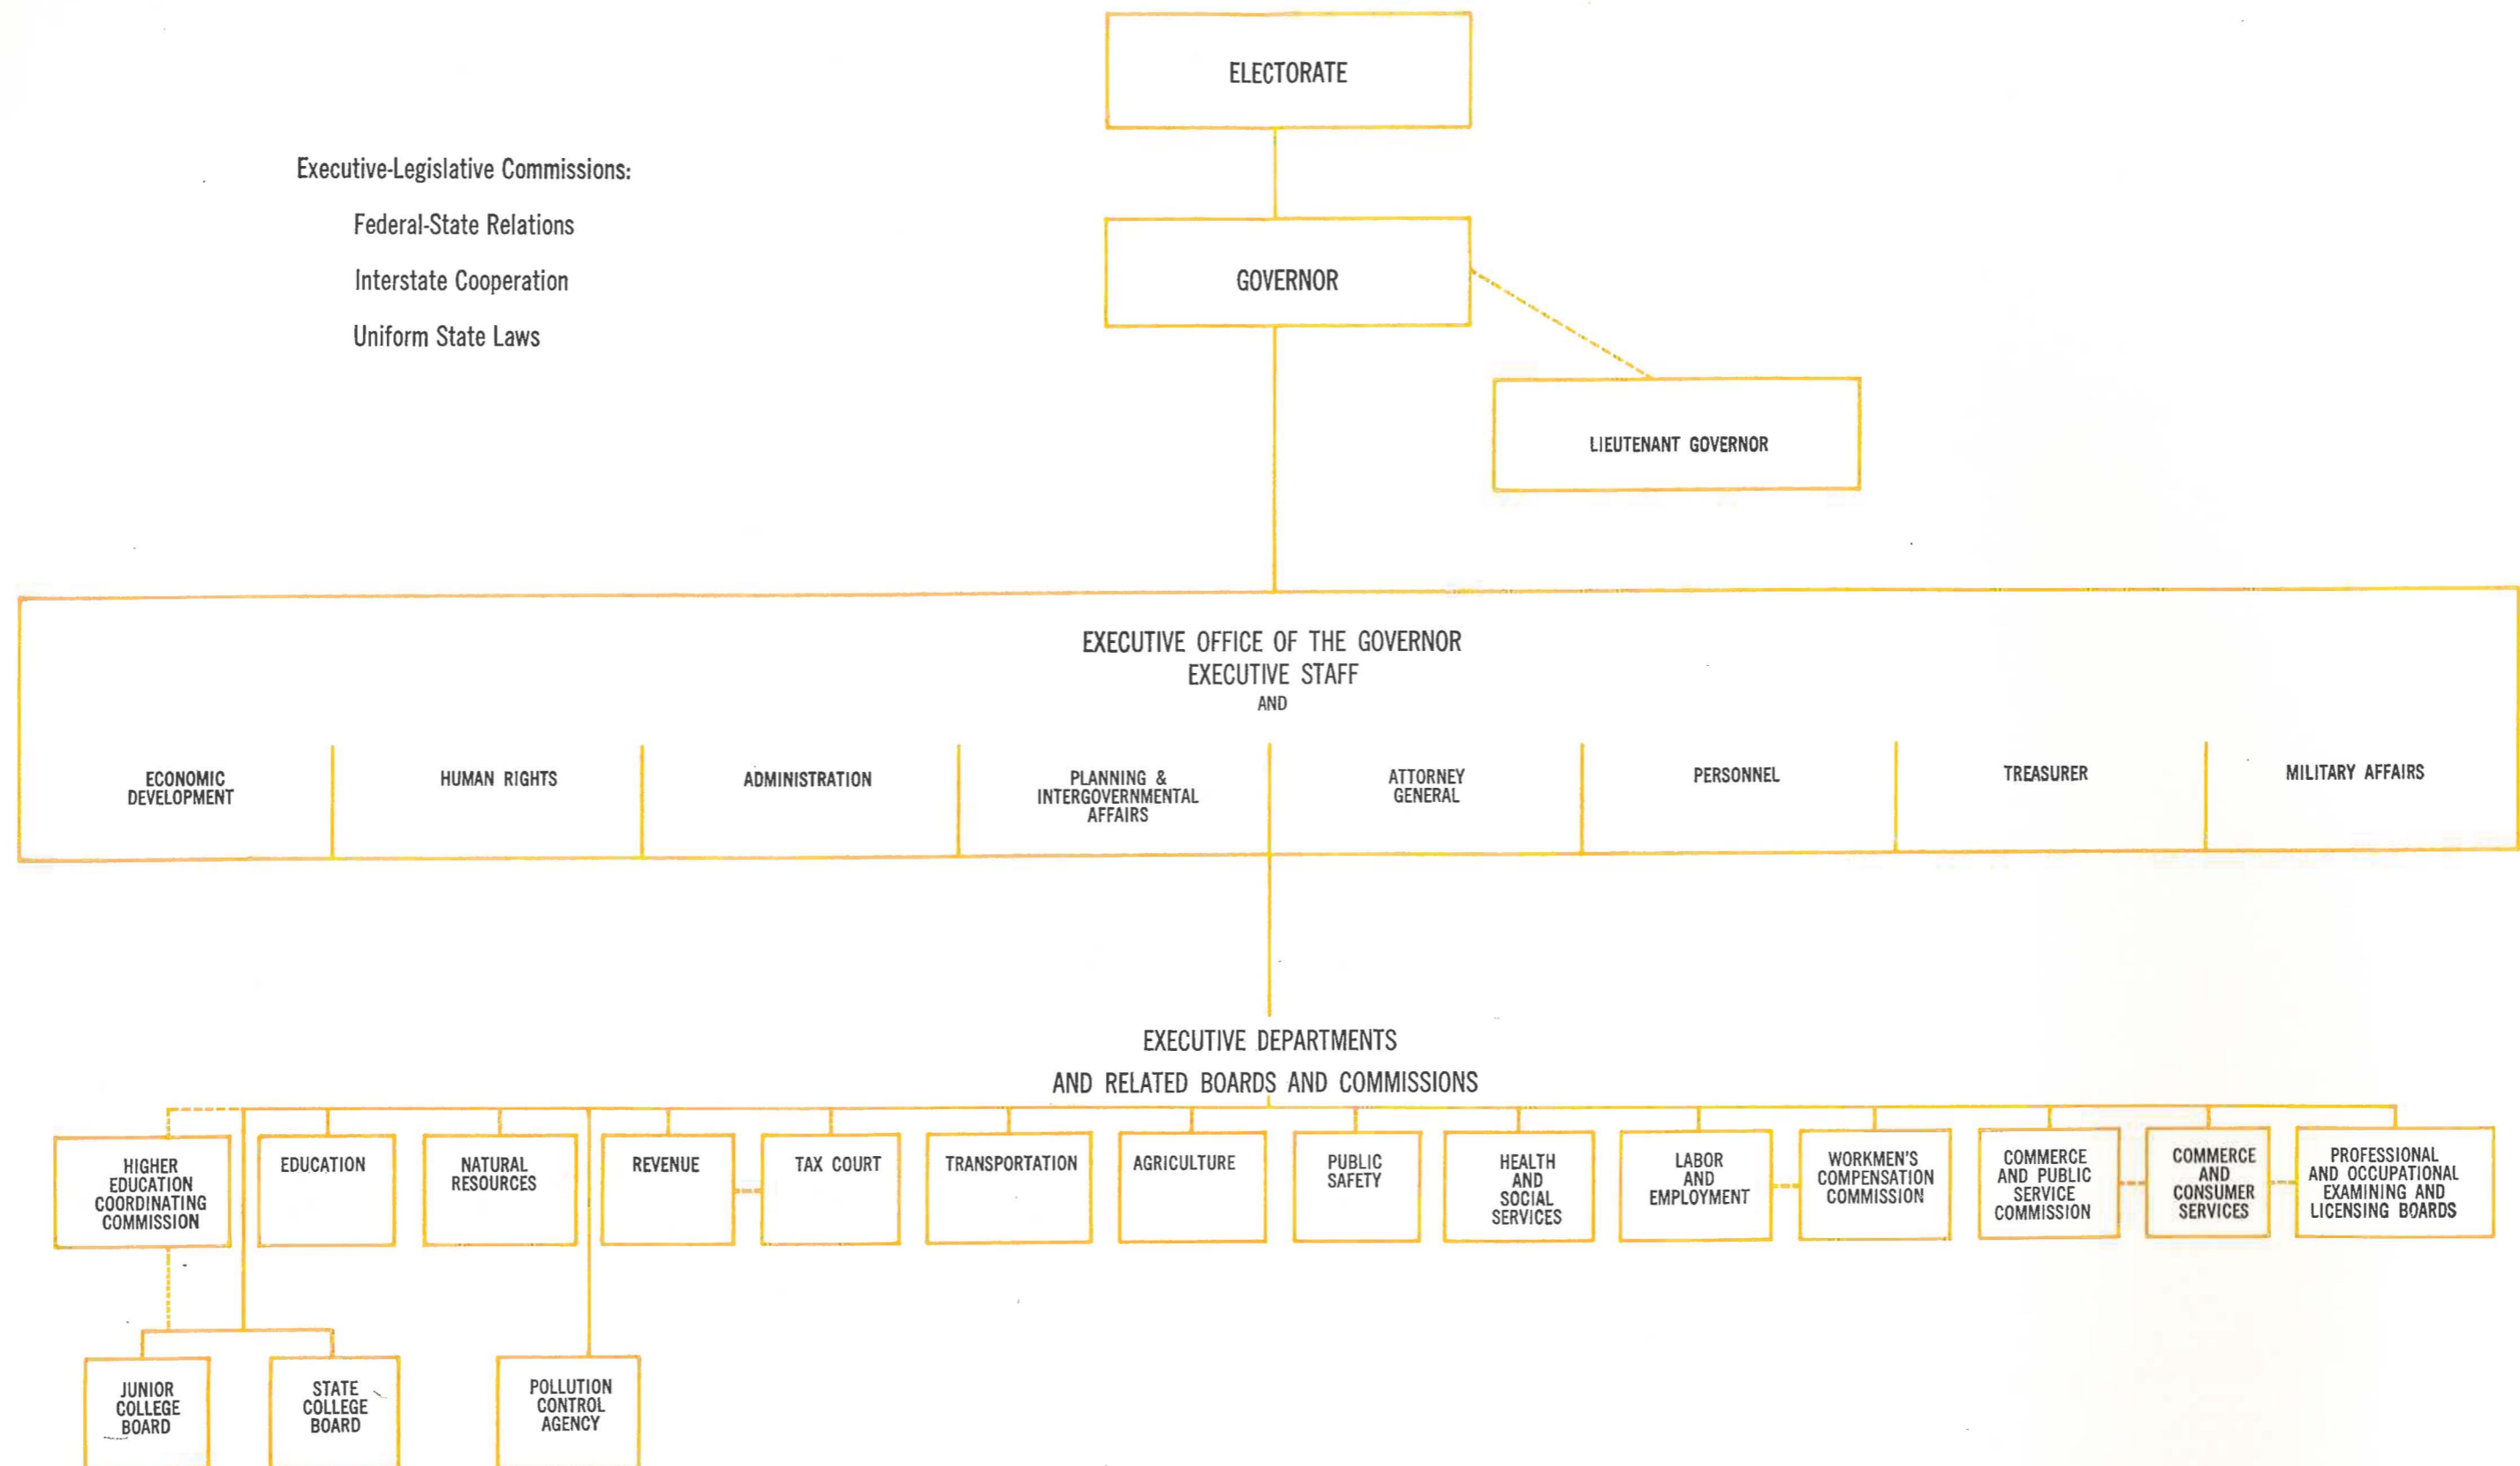 ELECTORATE
Executive-Legislative Commissions:
Federal-State Relations
Interstate Cooperation
Uniform State Laws
GOVERNOR
LIEUTENANT GOVERNOR
EXECUTIVE OFFICE OF THE GOVERNOR
EXECUTIVE STAFF
AND
ECONOMIC
DEVELOPMENT
HUMAN RIGHTS
ADMINISTRATION
PLANNING &
INTERGOVERNMENTAL
AFFAIRS
ATTORNEY
GENERAL
PERSONNEL
TREASURER
MILITARY AFFAIRS
EXECUTIVE DEPARTMENTS
AND RELATED BOARDS AND COMMISSIONS
HIGHER
EDUCATION
COORDINATING
COMMISSION
EDUCATION
NATURAL
RESOURCES
REVENUE
TAX COURT
TRANSPORTATION
AGRICULTURE
PUBLIC
SAFETY
HEALTH
AND
SOCIAL
SERVICES
LABOR
AND
EMPLOYMENT
WORKMEN'S
COMPENSATION
COMMISSION
COMMERCE
AND PUBLIC
SERVICE
COMMISSION
COMMERCE
AND
CONSUMER
SERVICES
PROFESSIONAL
AND OCCUPATIONAL
EXAMINING AND
LICENSING BOARDS
JUNIOR
COLLEGE
BOARD
STATE
COLLEGE
BOARD
POLLUTION
CONTROL
AGENCY